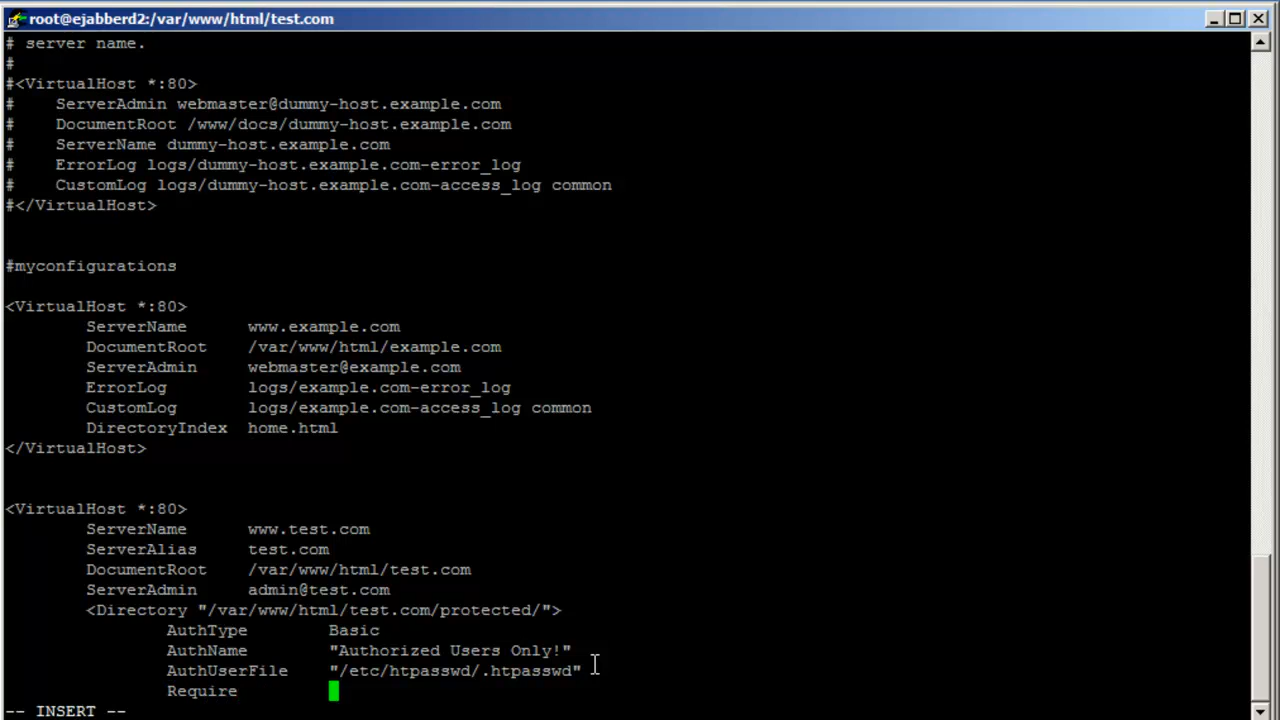 root@ejabberd2:/var/www/html/test.com
# server name.
#
#<VirtualHost *:80>
#    ServerAdmin webmaster@dummy-host.example.com
#    DocumentRoot /www/docs/dummy-host.example.com
#    ServerName dummy-host.example.com
#    ErrorLog logs/dummy-host.example.com-error_log
#    CustomLog logs/dummy-host.example.com-access_log common
#</VirtualHost>
#myconfigurations
<VirtualHost *:80>
        ServerName      www.example.com
        DocumentRoot    /var/www/html/example.com
        ServerAdmin     webmaster@example.com
        ErrorLog        logs/example.com-error_log
        CustomLog       logs/example.com-access_log common
        DirectoryIndex  home.html
</VirtualHost>
<VirtualHost *:80>
        ServerName      www.test.com
        ServerAlias     test.com
        DocumentRoot    /var/www/html/test.com
        ServerAdmin     admin@test.com
        <Directory "/var/www/html/test.com/protected/">
                AuthType        Basic
                AuthName        "Authorized Users Only!"
                AuthUserFile    "/etc/htpasswd/.htpasswd"
                Require
-- INSERT --